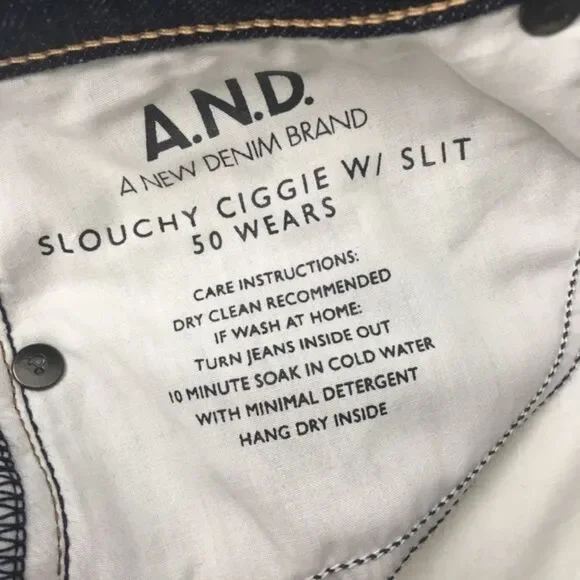 A.N.D.
A NEW DENIM BRAND
SLOUCHY CIGGIE W/ SLIT
50 WEARS
CARE INSTRUCTIONS:
DRY CLEAN RECOMMENDED
IF WASH AT HOME:
TURN JEANS INSIDE OUT
10 MINUTE SOAK IN COLD WATER
WITH MINIMAL DETERGENT
HANG DRY INSIDE